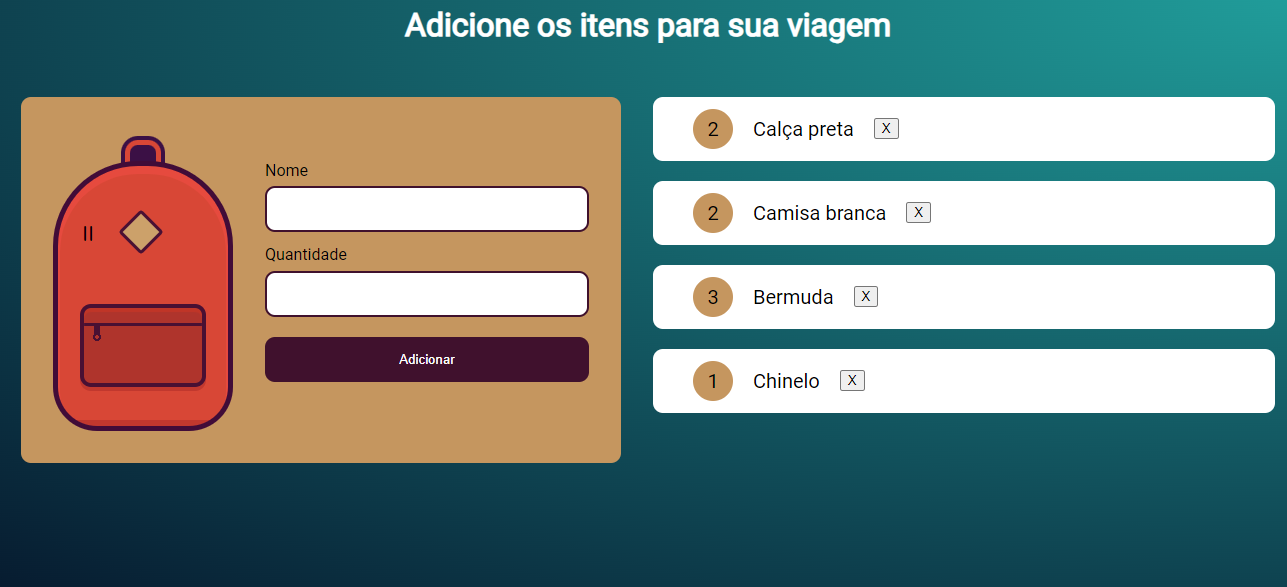 Adicione os itens para sua viagem
Nome
Quantidade
Adicionar
2 Calça preta X
2 Camisa branca X
3 Bermuda X
1 Chinelo X